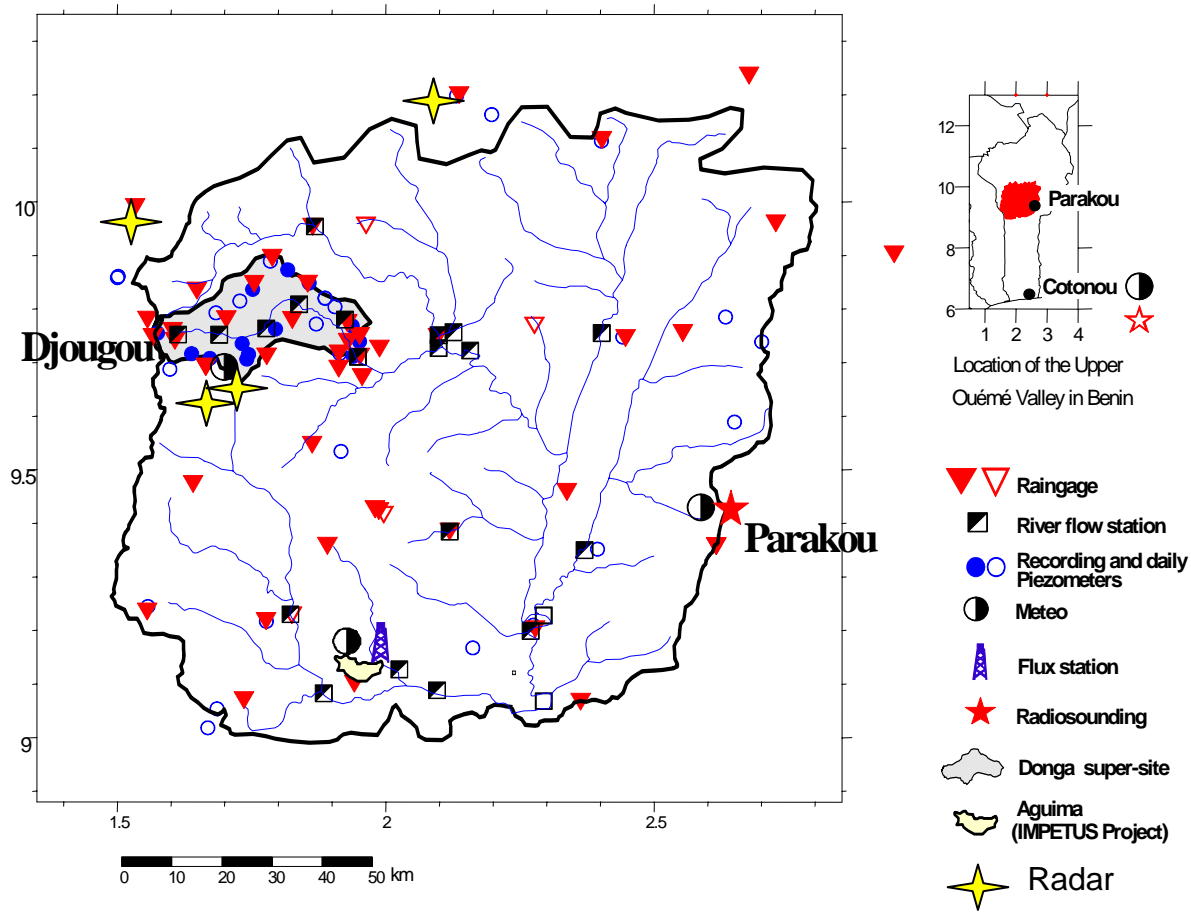 10
9.5
9
1.5
2
2.5
Djougou
Parakou
0 10 20 30 40 50 km
12
10
8
6
1 2 3 4
Parakou
Cotonou
Location of the Upper
Ouémé Valley in Benin
Raingage
River flow station
Recording and daily
Piezometers
Meteo
Flux station
Radiosounding
Donga super-site
Aguima
(IMPETUS Project)
Radar